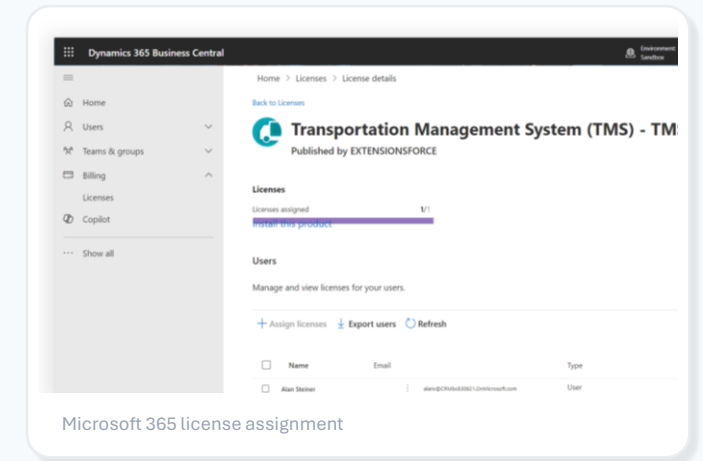 Dynamics 365 Business Central
Environment
Sandbox
Home > Licenses > License details
Home
Back to Licenses
Users
Transportation Management System (TMS) - TM
Teams & groups
Published by EXTENSIONSFORCE
Billing
Licenses
Licenses
Licenses assigned 1/1
Copilot
Install this product
Show all
Users
Manage and view licenses for your users.
Assign licenses Export users Refresh
Name Email Type
Alan Steiner User
Microsoft 365 license assignment